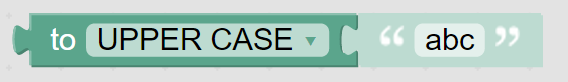 to UPPER CASE ▾ “ abc ”